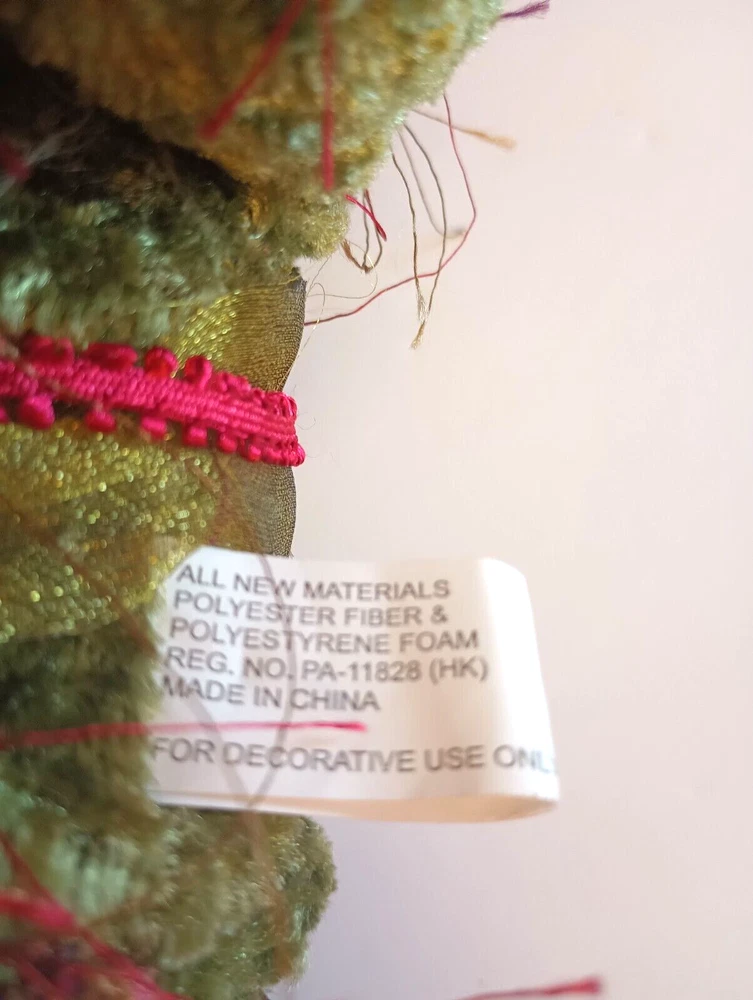 ALL NEW MATERIALS
POLYESTER FIBER &
POLYESTYRENE FOAM
REG. NO. PA-11828 (HK)
MADE IN CHINA
FOR DECORATIVE USE ONL